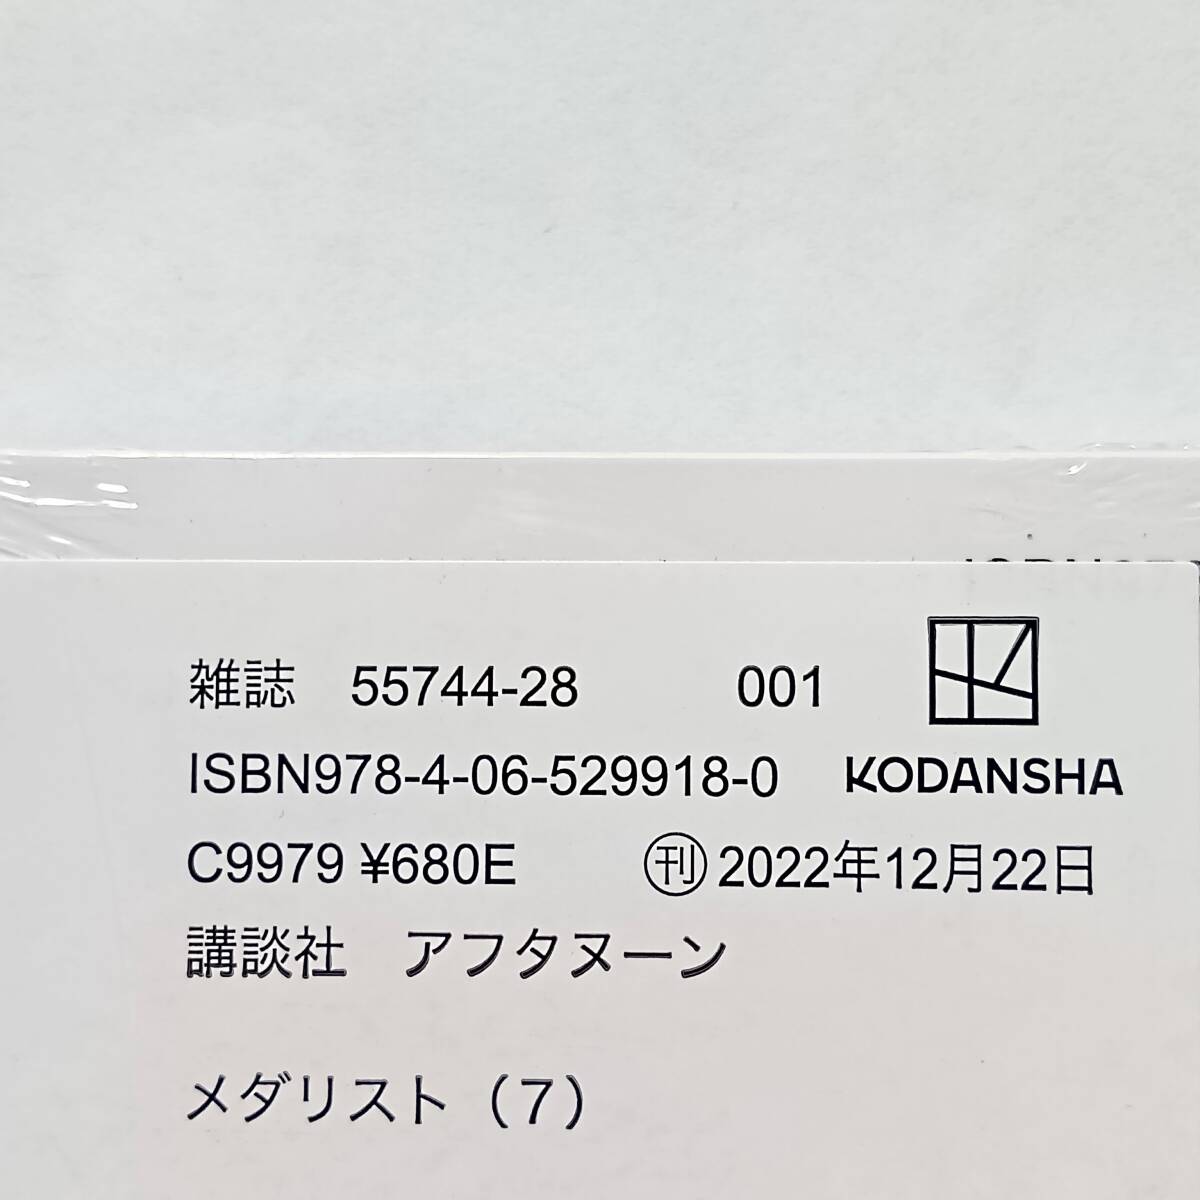 雑誌 55744-28 001
ISBN978-4-06-529918-0 KODANSHA
C9979 ¥680E ㊞刊 2022年12月22日
講談社 アフタヌーン
メダリスト（7）